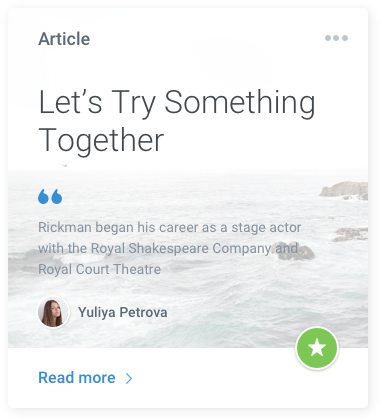 Article
Let’s Try Something
Together
Rickman began his career as a stage actor
with the Royal Shakespeare Company and
Royal Court Theatre
Yuliya Petrova
Read more